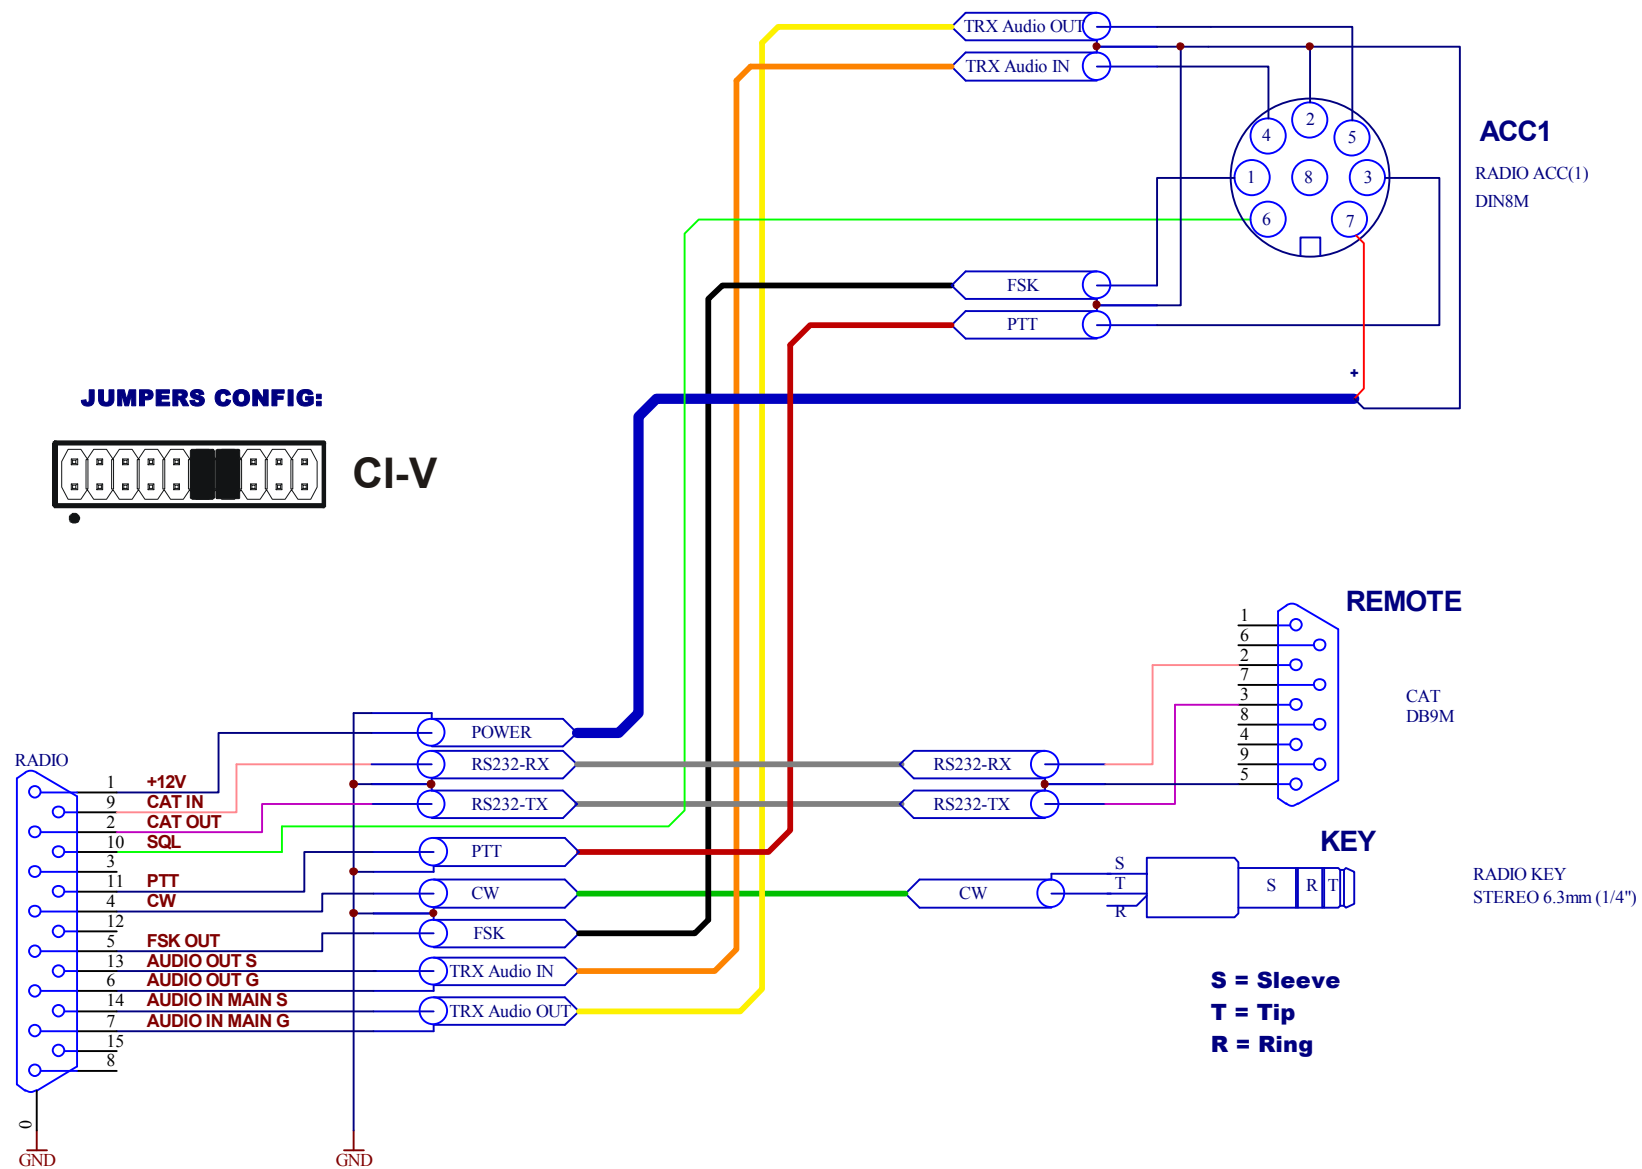 TRX Audio OUT
TRX Audio IN
ACC1
RADIO ACC(1)
DIN8M
4
2
5
1
8
3
6
7
FSK
PTT
+
JUMPERS CONFIG:
CI-V
REMOTE
CAT
DB9M
1
6
2
7
3
8
4
9
5
RADIO
1 +12V
9 CAT IN
2 CAT OUT
10 SQL
3
11 PTT
4 CW
12
5 FSK OUT
13 AUDIO OUT S
6 AUDIO OUT G
14 AUDIO IN MAIN S
7 AUDIO IN MAIN G
15
8
0
GND
GND
POWER
RS232-RX
RS232-TX
PTT
CW
FSK
TRX Audio IN
TRX Audio OUT
RS232-RX
RS232-TX
CW
KEY
S
T
R
S R T
RADIO KEY
STEREO 6.3mm (1/4")
S = Sleeve
T = Tip
R = Ring